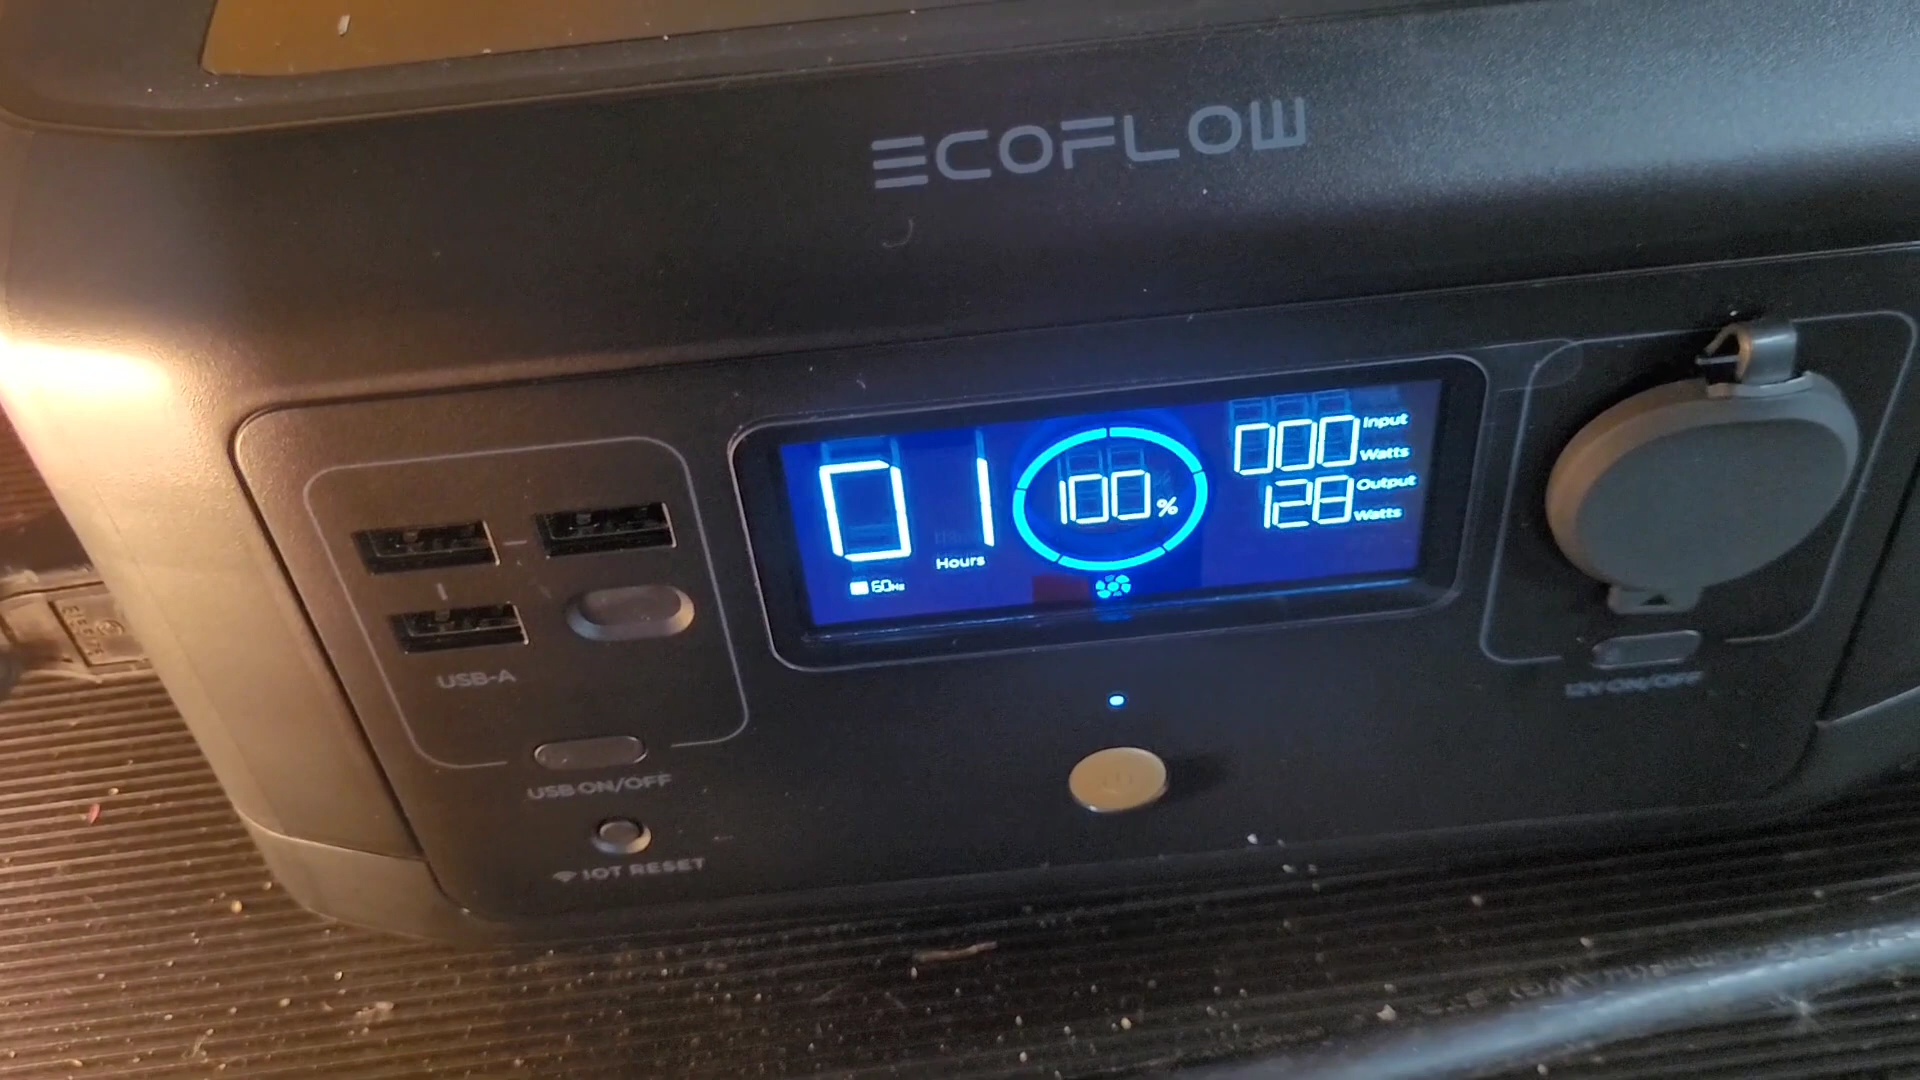 ECOFLOW
01
Hours
60Hz
100%
000 Input Watts
128 Output Watts
USB-A
USB ON/OFF
IOT RESET
12V ON/OFF